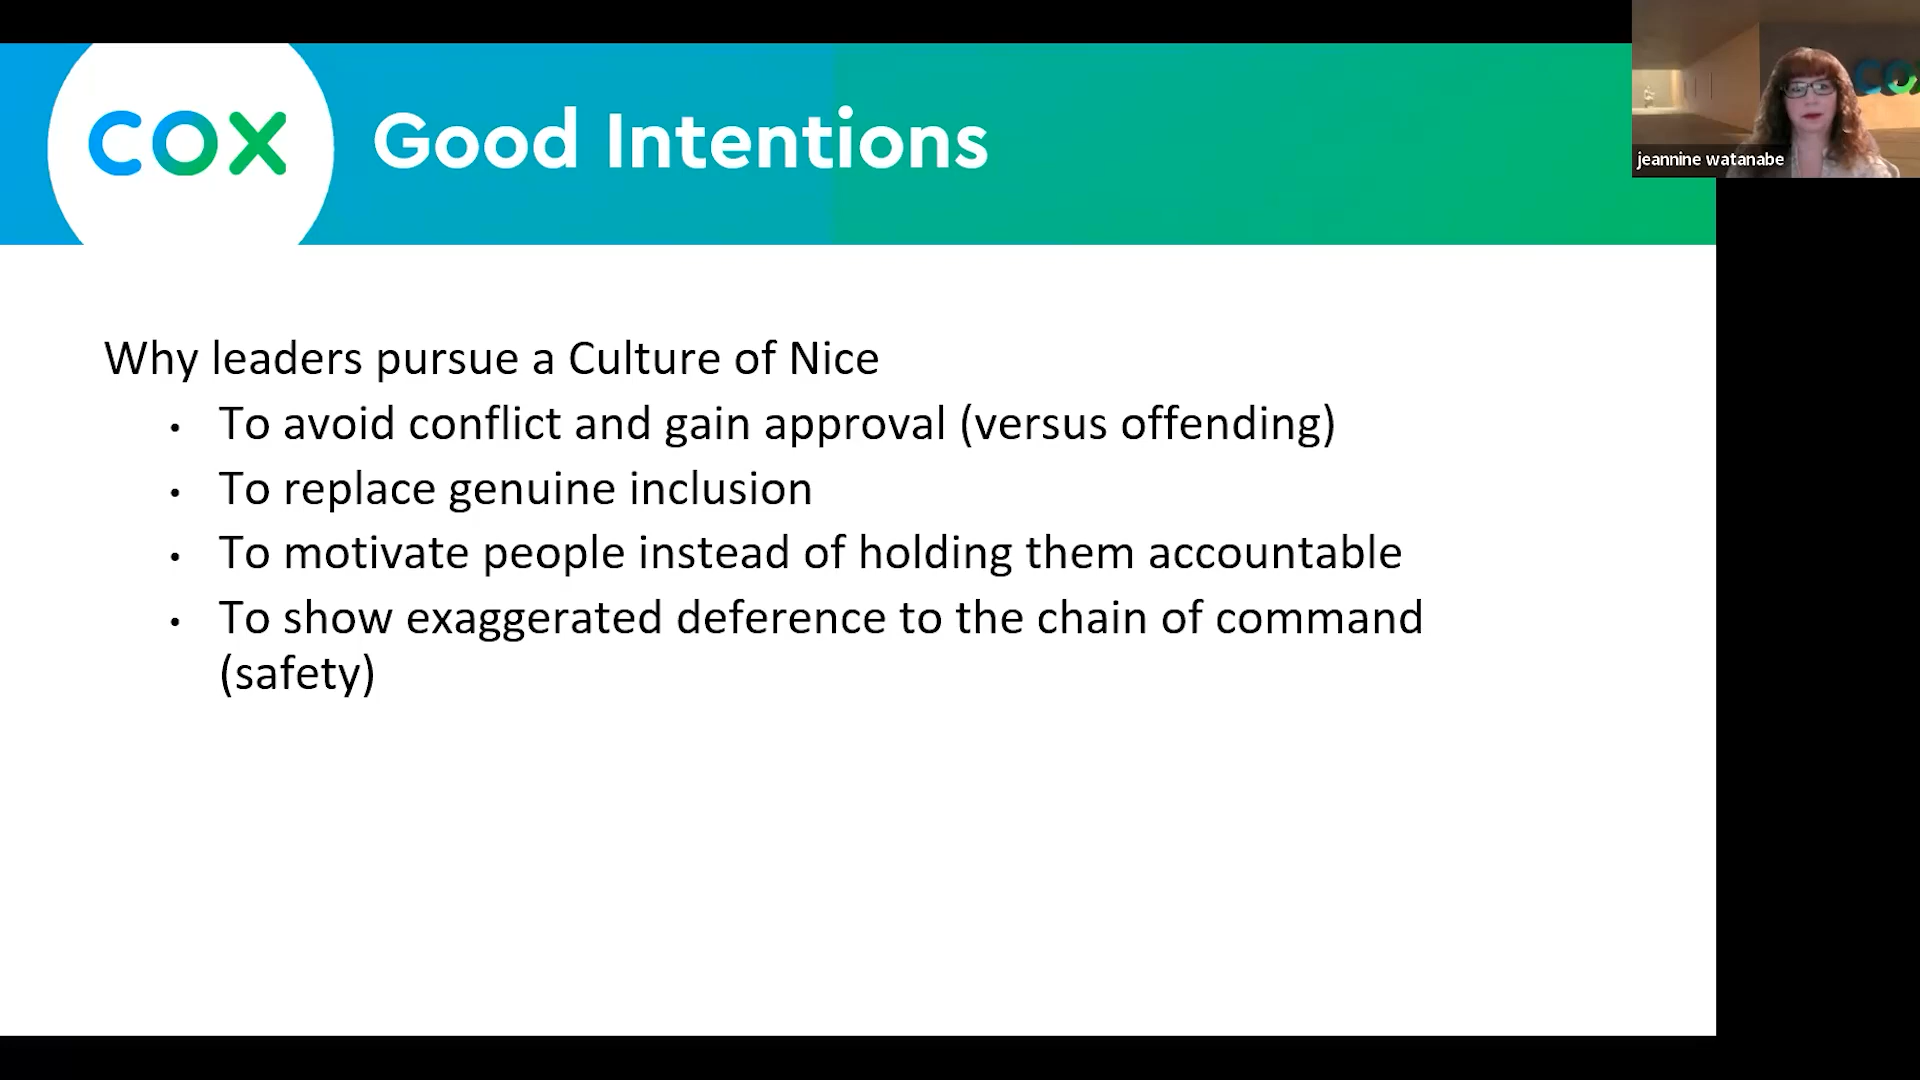 cox Good Intentions
cox
jeannine watanabe
Why leaders pursue a Culture of Nice
• To avoid conflict and gain approval (versus offending)
• To replace genuine inclusion
• To motivate people instead of holding them accountable
• To show exaggerated deference to the chain of command
(safety)